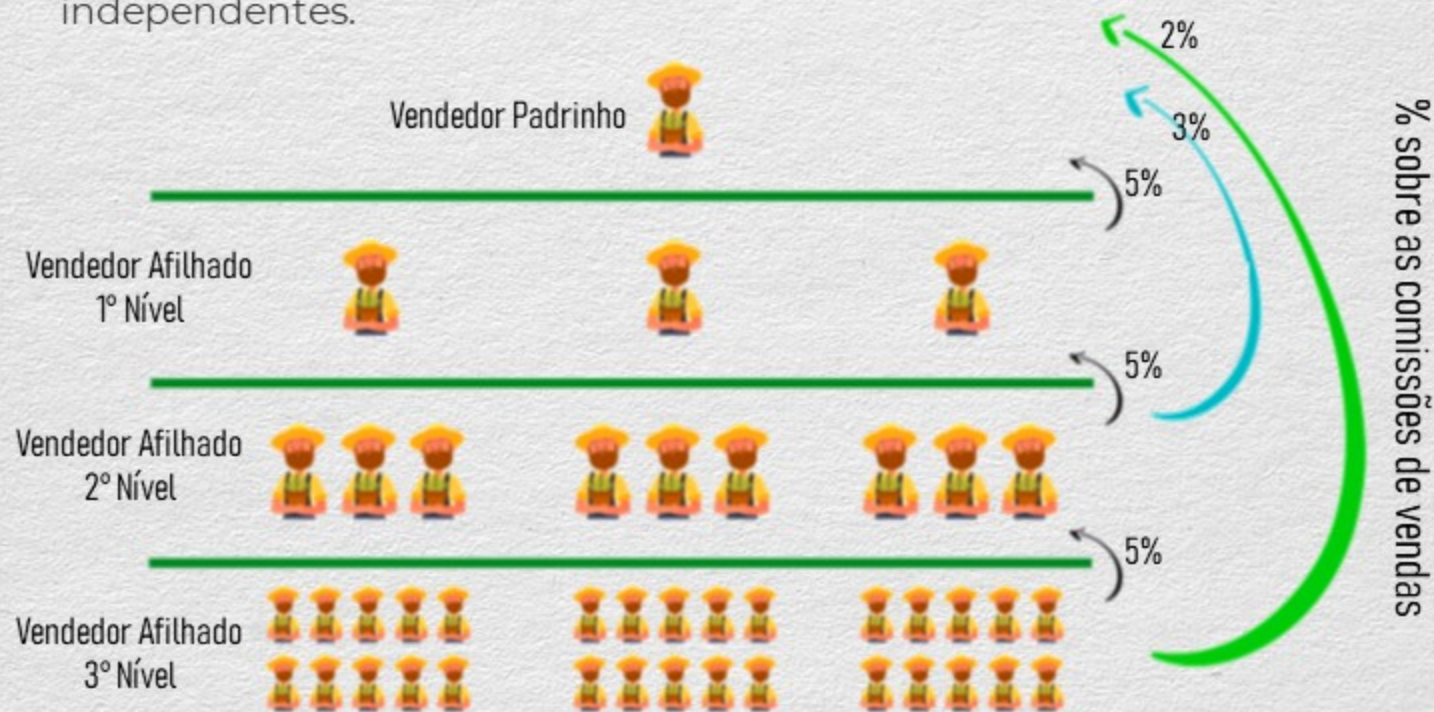 independentes.
2%
Vendedor Padrinho
3%
5%
Vendedor Afilhado
1º Nível
5%
Vendedor Afilhado
2º Nível
5%
Vendedor Afilhado
3º Nível
% sobre as comissões de vendas